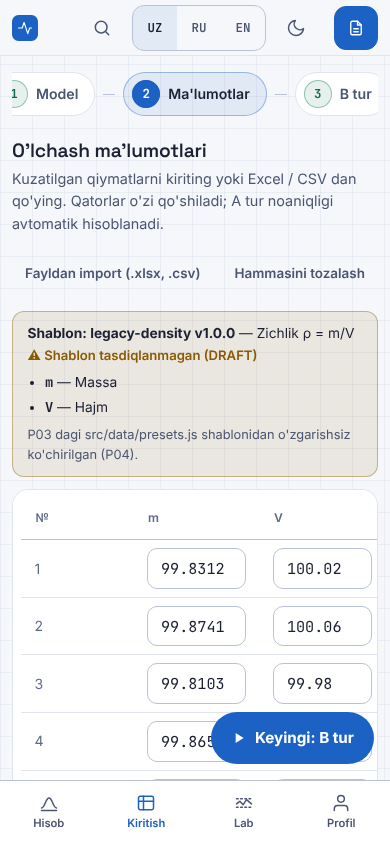 UZ RU EN
1 Model 2 Ma'lumotlar 3 B tur
O'lchash ma'lumotlari
Kuzatilgan qiymatlarni kiriting yoki Excel / CSV dan
qo'ying. Qatorlar o'zi qo'shiladi; A tur noaniqligi
avtomatik hisoblanadi.
Fayldan import (.xlsx, .csv) Hammasini tozalash
Shablon: legacy-density v1.0.0 — Zichlik ρ = m/V
⚠ Shablon tasdiqlanmagan (DRAFT)
• m — Massa
• V — Hajm
P03 dagi src/data/presets.js shablonidan o'zgarishsiz
ko'chirilgan (P04).
№ m V
1 99.8312 100.02
2 99.8741 100.06
3 99.8103 99.98
4
Keyingi: B tur
Hisob Kiritish Lab Profil